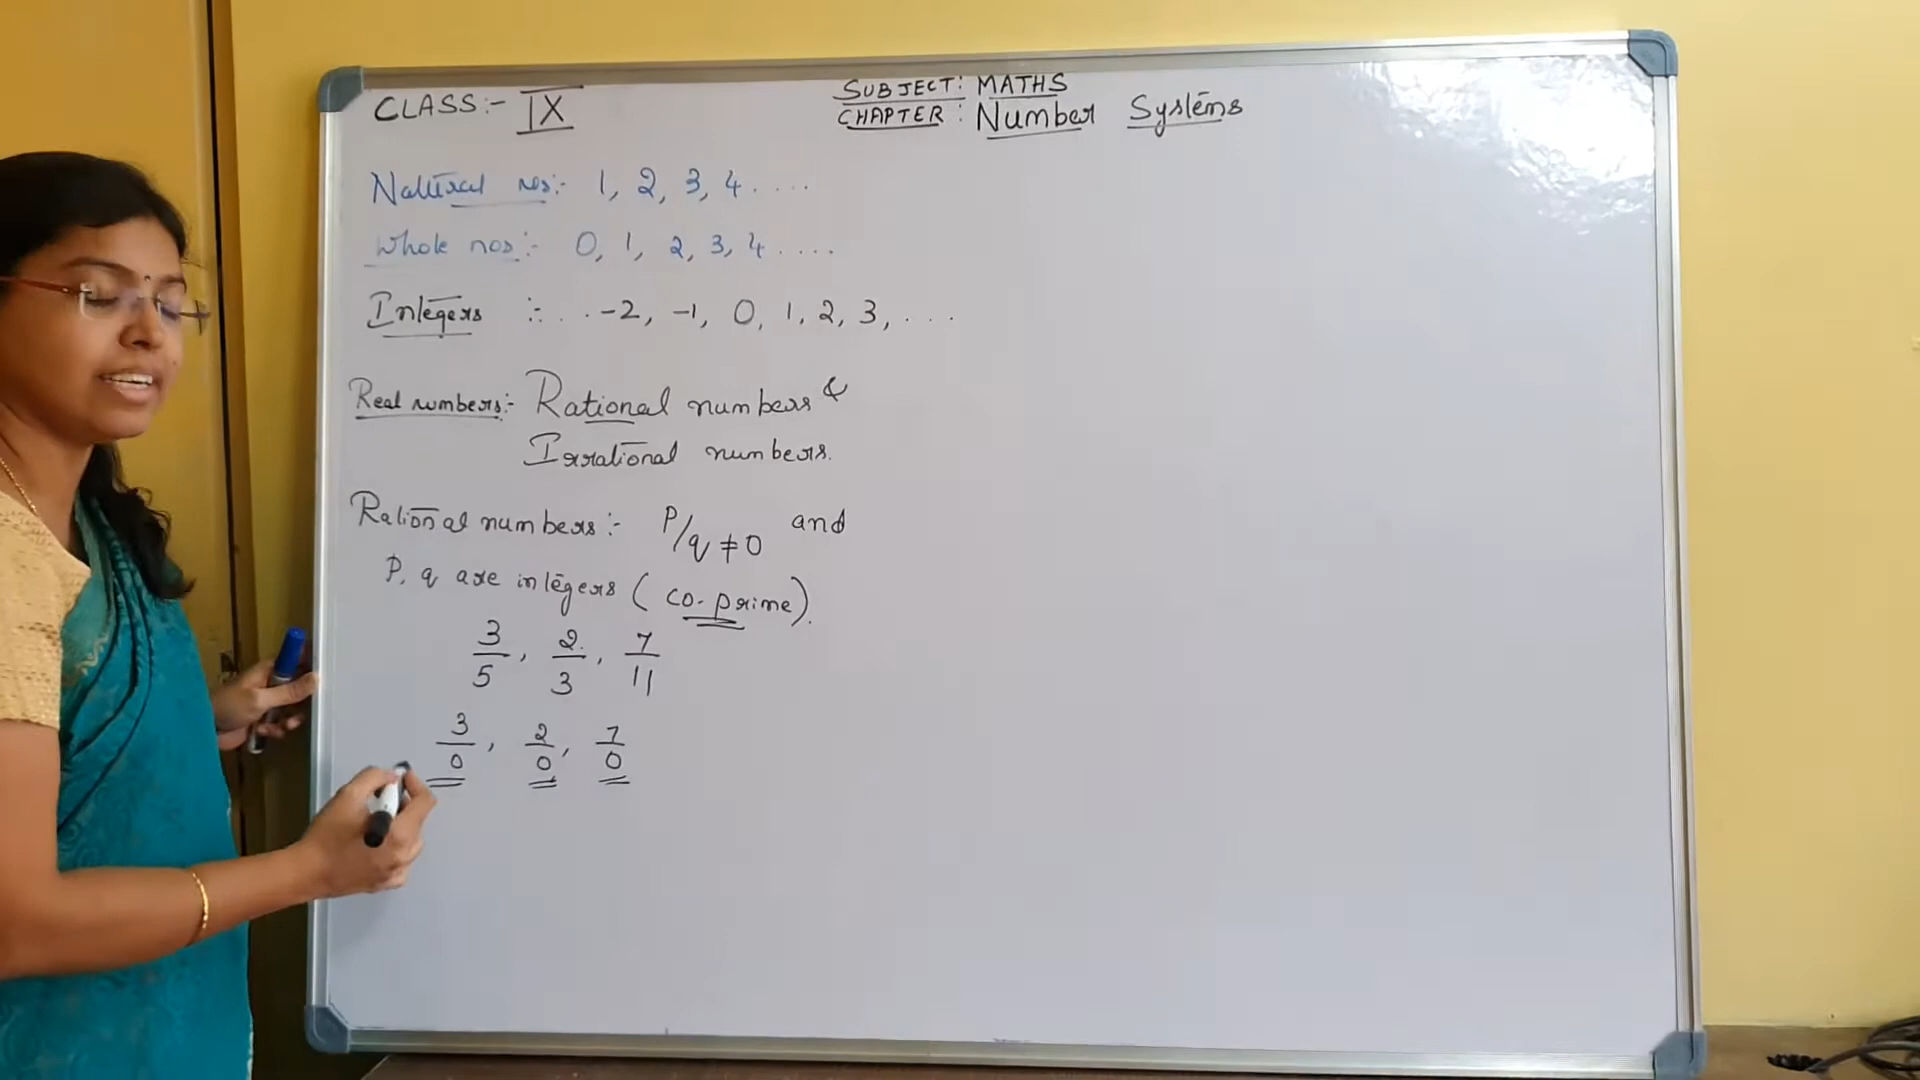 CLASS:- IX
SUBJECT: MATHS
CHAPTER: Number Systems
Natural nos:- 1, 2, 3, 4 ....
Whole nos:- 0, 1, 2, 3, 4 ....
Integers :- .. -2, -1, 0, 1, 2, 3, ...
Real numbers:- Rational numbers &
Irrational numbers.
Rational numbers:- P/q ≠0 and
P, q are integers (co-prime).
3/5, 2/3, 7/11
3/0, 2/0, 7/0